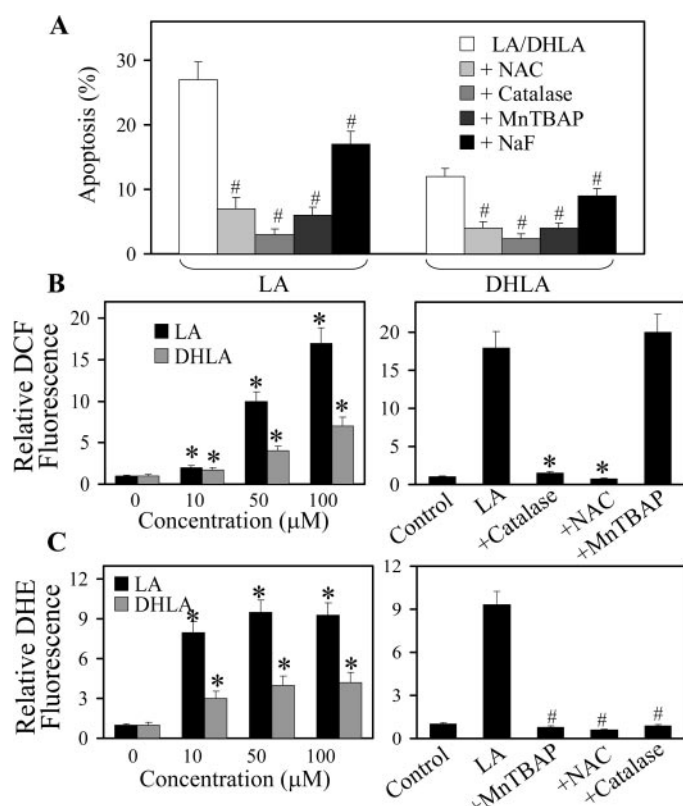 A
Apoptosis (%)
30
20
10
0
LA/DHLA
+ NAC
+ Catalase
+ MnTBAP
+ NaF
# # # #
# # # #
LA DHLA
B
Relative DCF
Fluorescence
20
15
10
5
0
LA
DHLA
* * * * * *
0 10 50 100
Concentration (µM)
20
15
10
5
0
* *
Control LA +Catalase +NAC +MnTBAP
C
Relative DHE
Fluorescence
12
9
6
3
0
LA
DHLA
* * * * * *
0 10 50 100
Concentration (µM)
12
9
6
3
0
# # #
Control LA +MnTBAP +NAC +Catalase